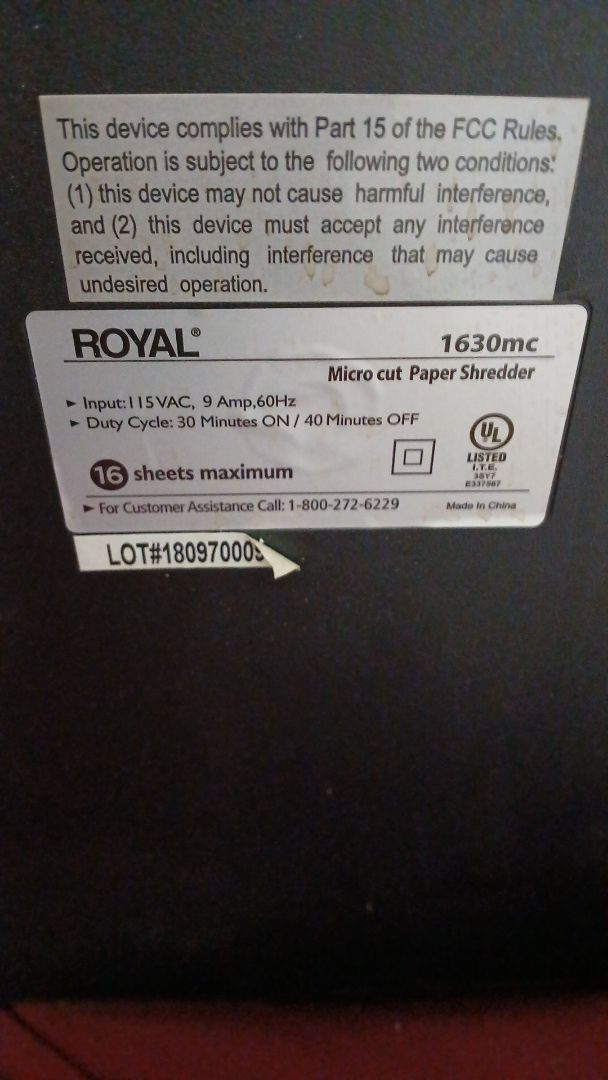 This device complies with Part 15 of the FCC Rules.
Operation is subject to the following two conditions:
(1) this device may not cause harmful interference,
and (2) this device must accept any interference
received, including interference that may cause
undesired operation.
ROYAL® 1630mc
Micro cut Paper Shredder
► Input:115VAC, 9 Amp,60Hz
► Duty Cycle: 30 Minutes ON / 40 Minutes OFF
UL
LISTED
I.T.E.
3SY7
E337567
16 sheets maximum
► For Customer Assistance Call: 1-800-272-6229
Made In China
LOT#180970009